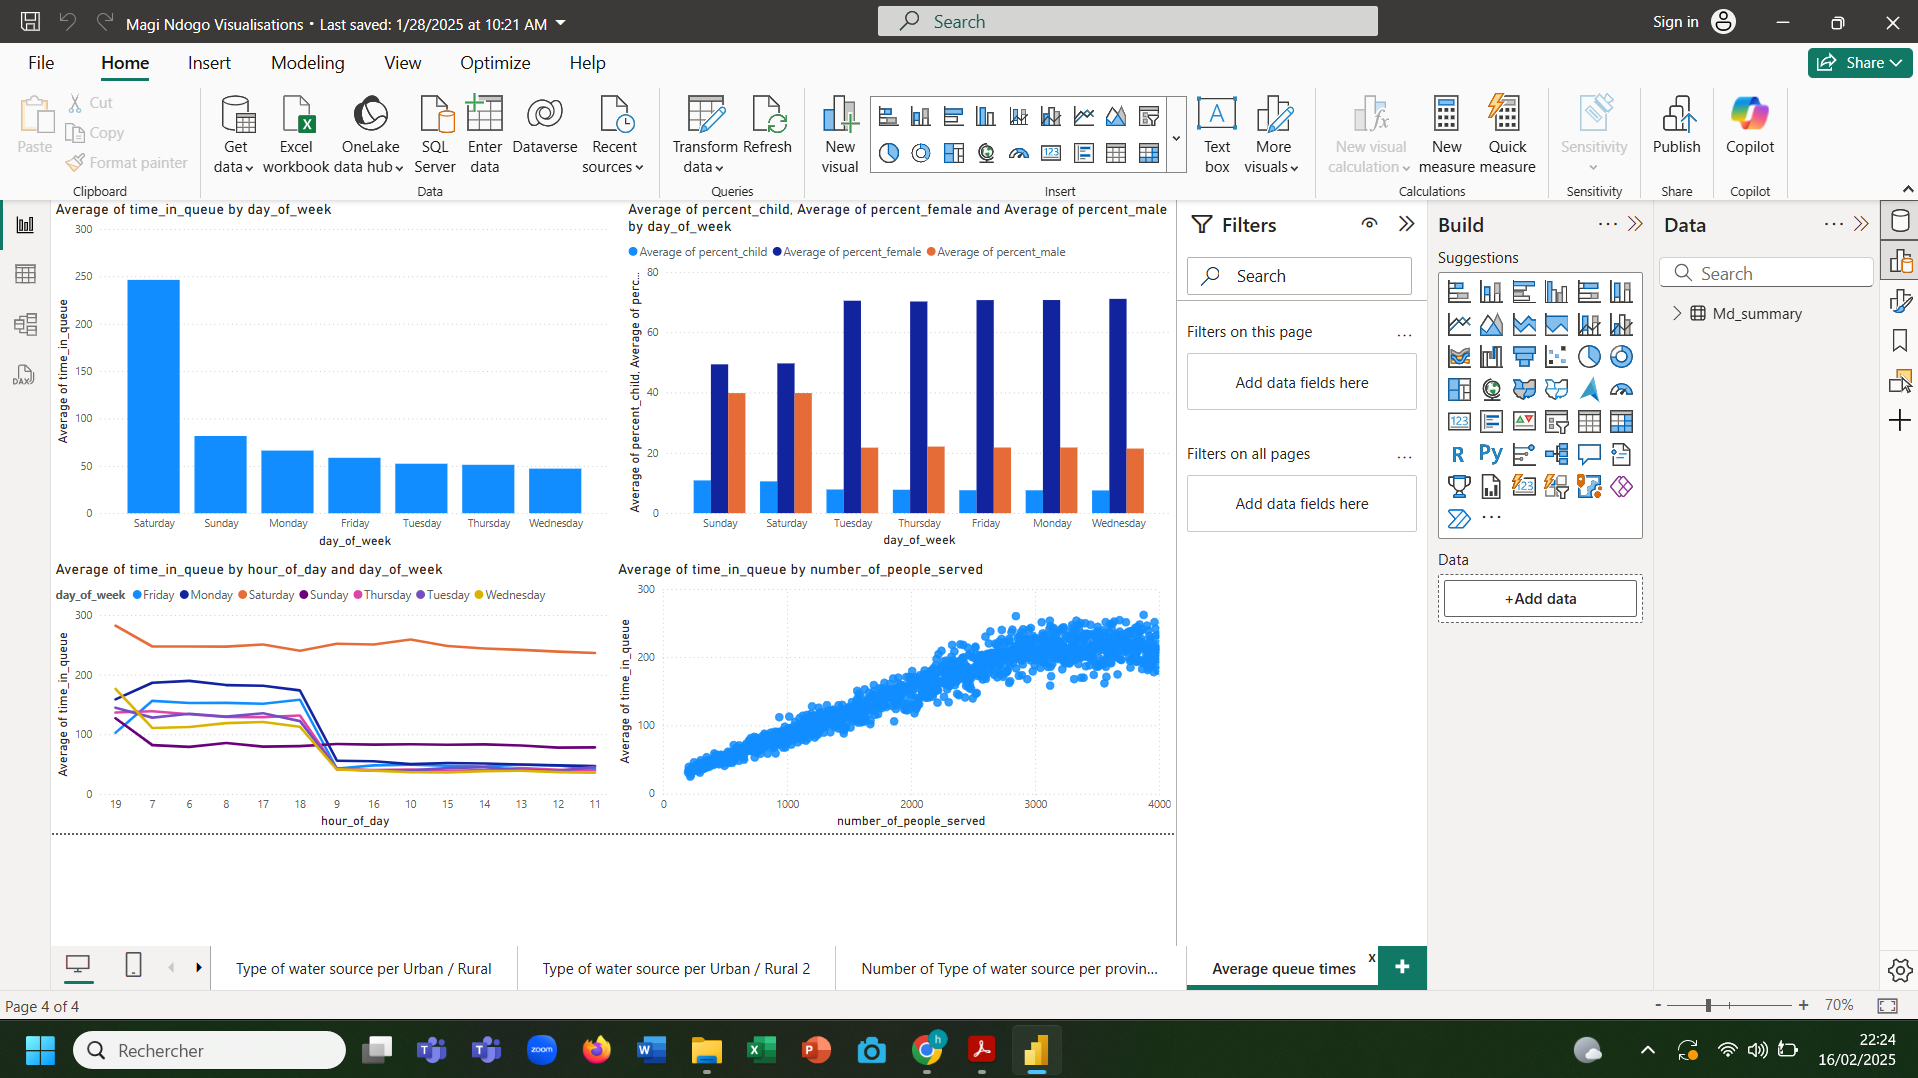 Magi Ndogo Visualisations • Last saved: 1/28/2025 at 10:21 AM
Search
Sign in
File Home Insert Modeling View Optimize Help
Share
Paste
Cut
Copy
Format painter
Clipboard
Get data
Excel workbook
OneLake data hub
SQL Server
Enter data
Dataverse
Recent sources
Data
Transform data
Refresh
Queries
New visual
Text box
More visuals
Insert
New visual calculation
New measure
Quick measure
Calculations
Sensitivity
Sensitivity
Publish
Share
Copilot
Copilot
Average of time_in_queue by day_of_week
Average of time_in_queue
300
250
200
150
100
50
0
Saturday Sunday Monday Friday Tuesday Thursday Wednesday
day_of_week
Average of percent_child, Average of percent_female and Average of percent_male
by day_of_week
Average of percent_child Average of percent_female Average of percent_male
Average of percent_child, Average of perc...
80
60
40
20
0
Sunday Saturday Tuesday Thursday Friday Monday Wednesday
day_of_week
Average of time_in_queue by hour_of_day and day_of_week
day_of_week Friday Monday Saturday Sunday Thursday Tuesday Wednesday
Average of time_in_queue
300
200
100
0
19 7 6 8 17 18 9 16 10 15 14 13 12 11
hour_of_day
Average of time_in_queue by number_of_people_served
Average of time_in_queue
300
200
100
0
0 1000 2000 3000 4000
number_of_people_served
Filters
Search
Filters on this page
...
Add data fields here
Filters on all pages
...
Add data fields here
Build
...
Suggestions
123
R Py
123
...
Data
+Add data
Data
...
Search
Md_summary
DAX
Type of water source per Urban / Rural
Type of water source per Urban / Rural 2
Number of Type of water source per provin...
Average queue times
x
+
Page 4 of 4
- + 70%
Rechercher
zoom
h
22:24
16/02/2025